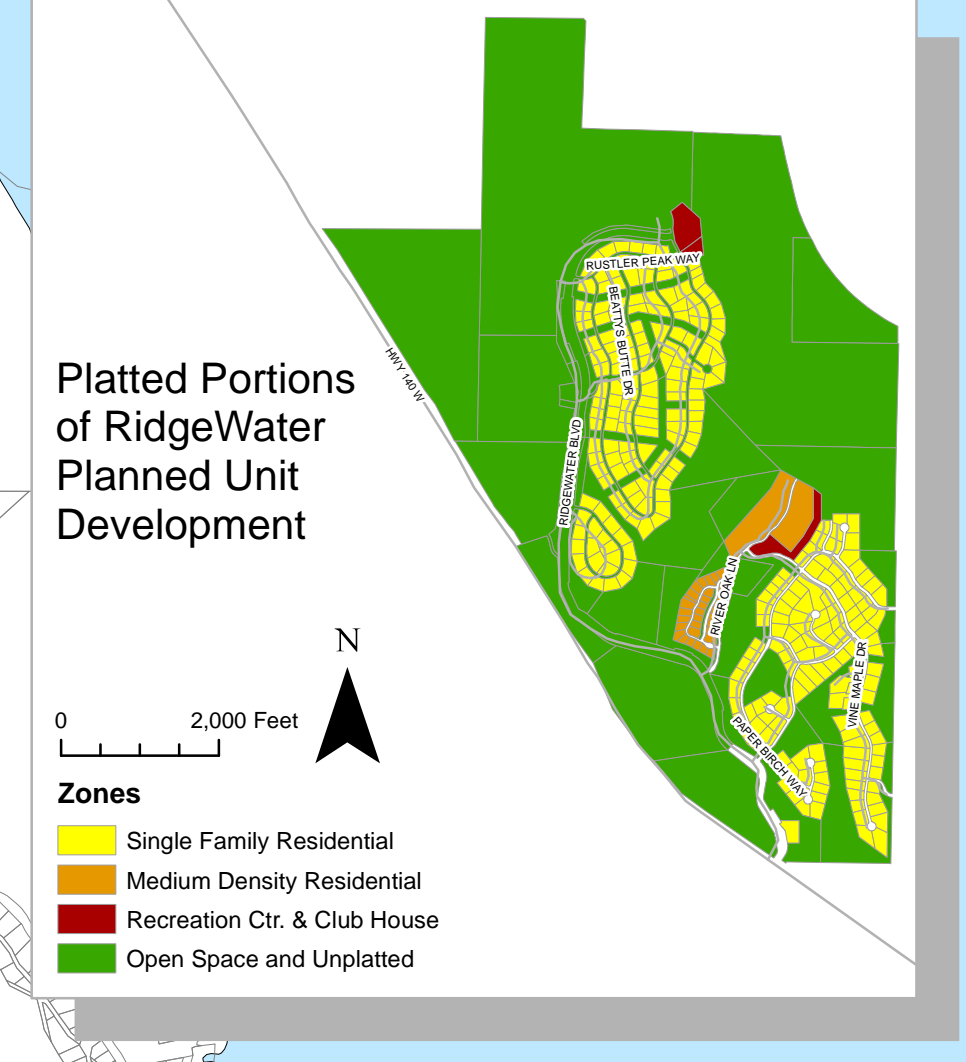 RUSTLER PEAK WAY
BEATTYS BUTTE DR
HWY 140 W
Platted Portions
of RidgeWater
Planned Unit
Development
RIDGEWATER BLVD
RIVER OAK LN
VINE MAPLE DR
PAPER BIRCH WAY
N
0 2,000 Feet
Zones
Single Family Residential
Medium Density Residential
Recreation Ctr. & Club House
Open Space and Unplatted